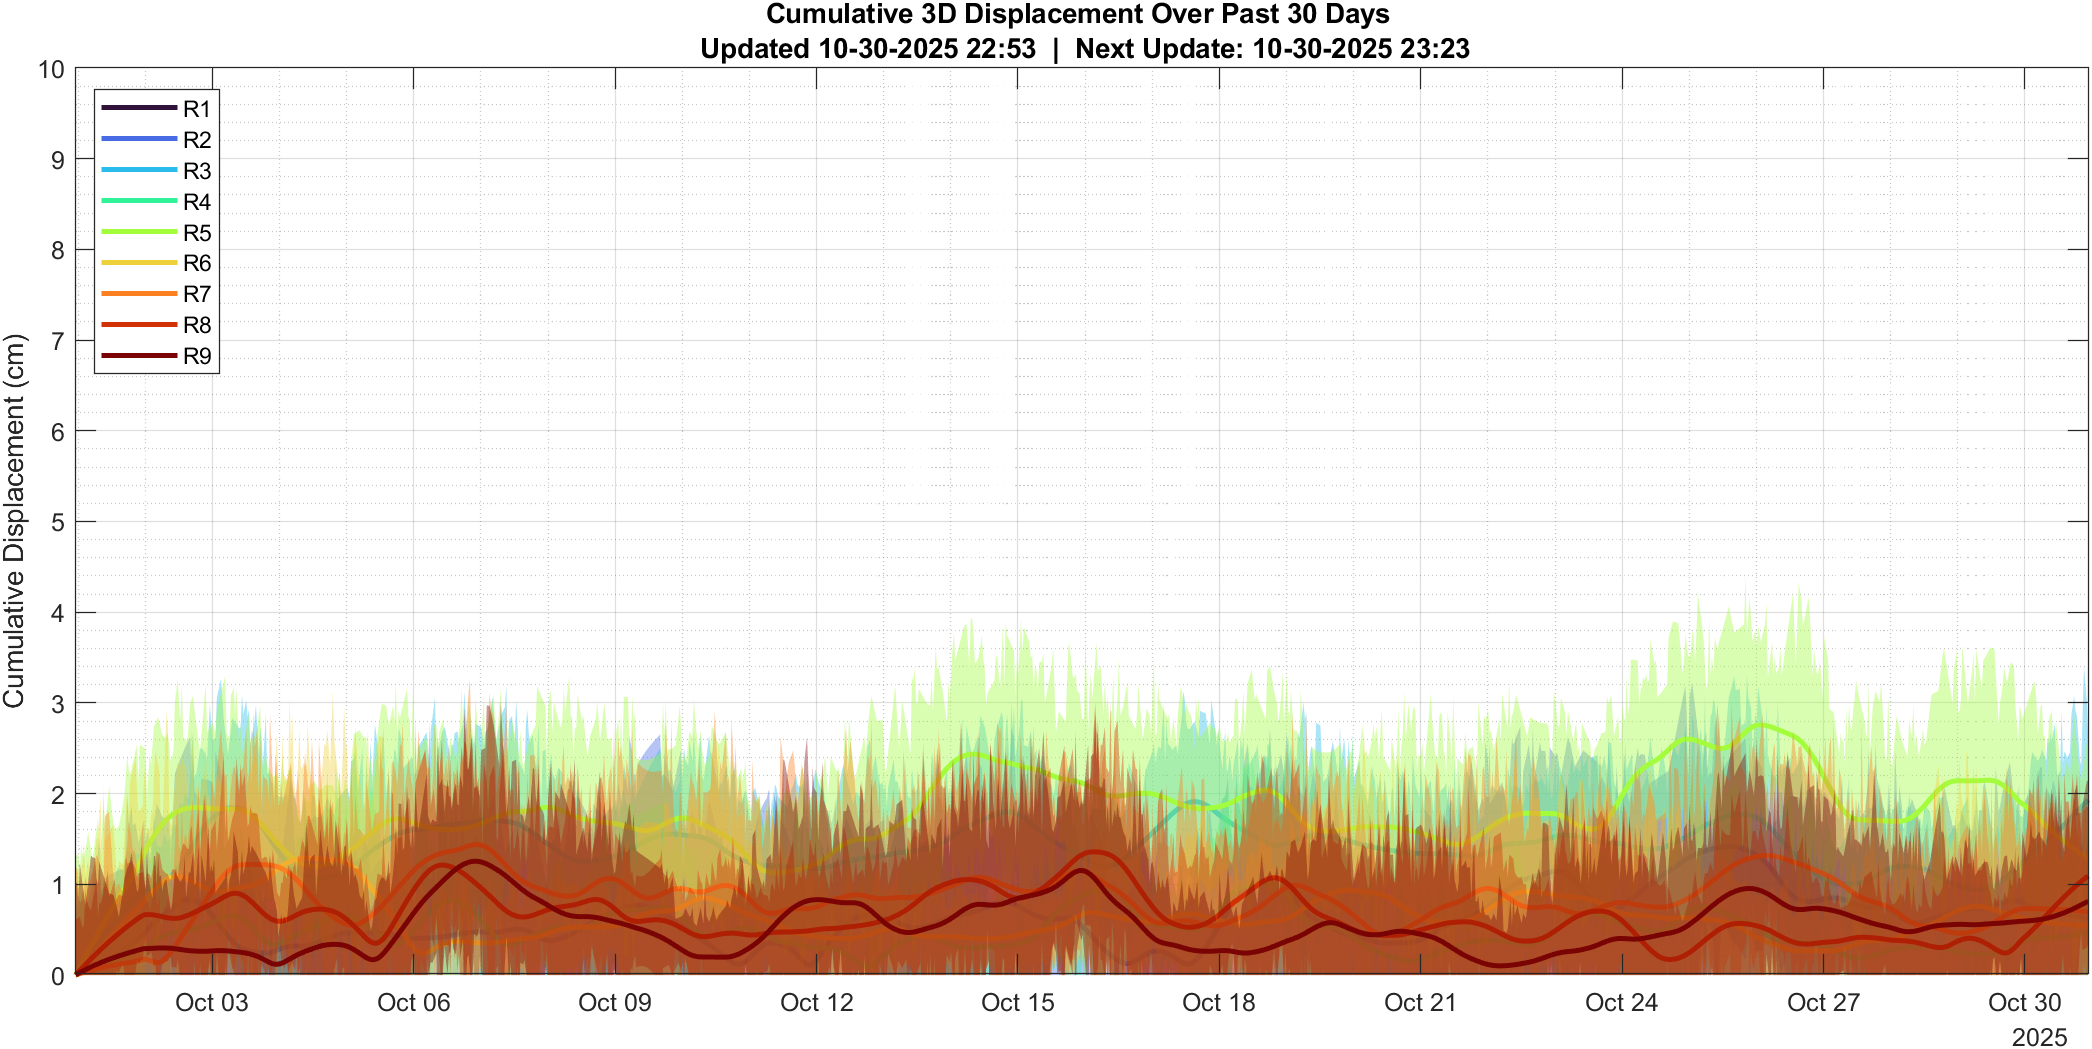 Cumulative 3D Displacement Over Past 30 Days
Updated 10-30-2025 22:53 | Next Update: 10-30-2025 23:23
Cumulative Displacement (cm)
10
9
8
7
6
5
4
3
2
1
0
R1
R2
R3
R4
R5
R6
R7
R8
R9
Oct 03 Oct 06 Oct 09 Oct 12 Oct 15 Oct 18 Oct 21 Oct 24 Oct 27 Oct 30
2025